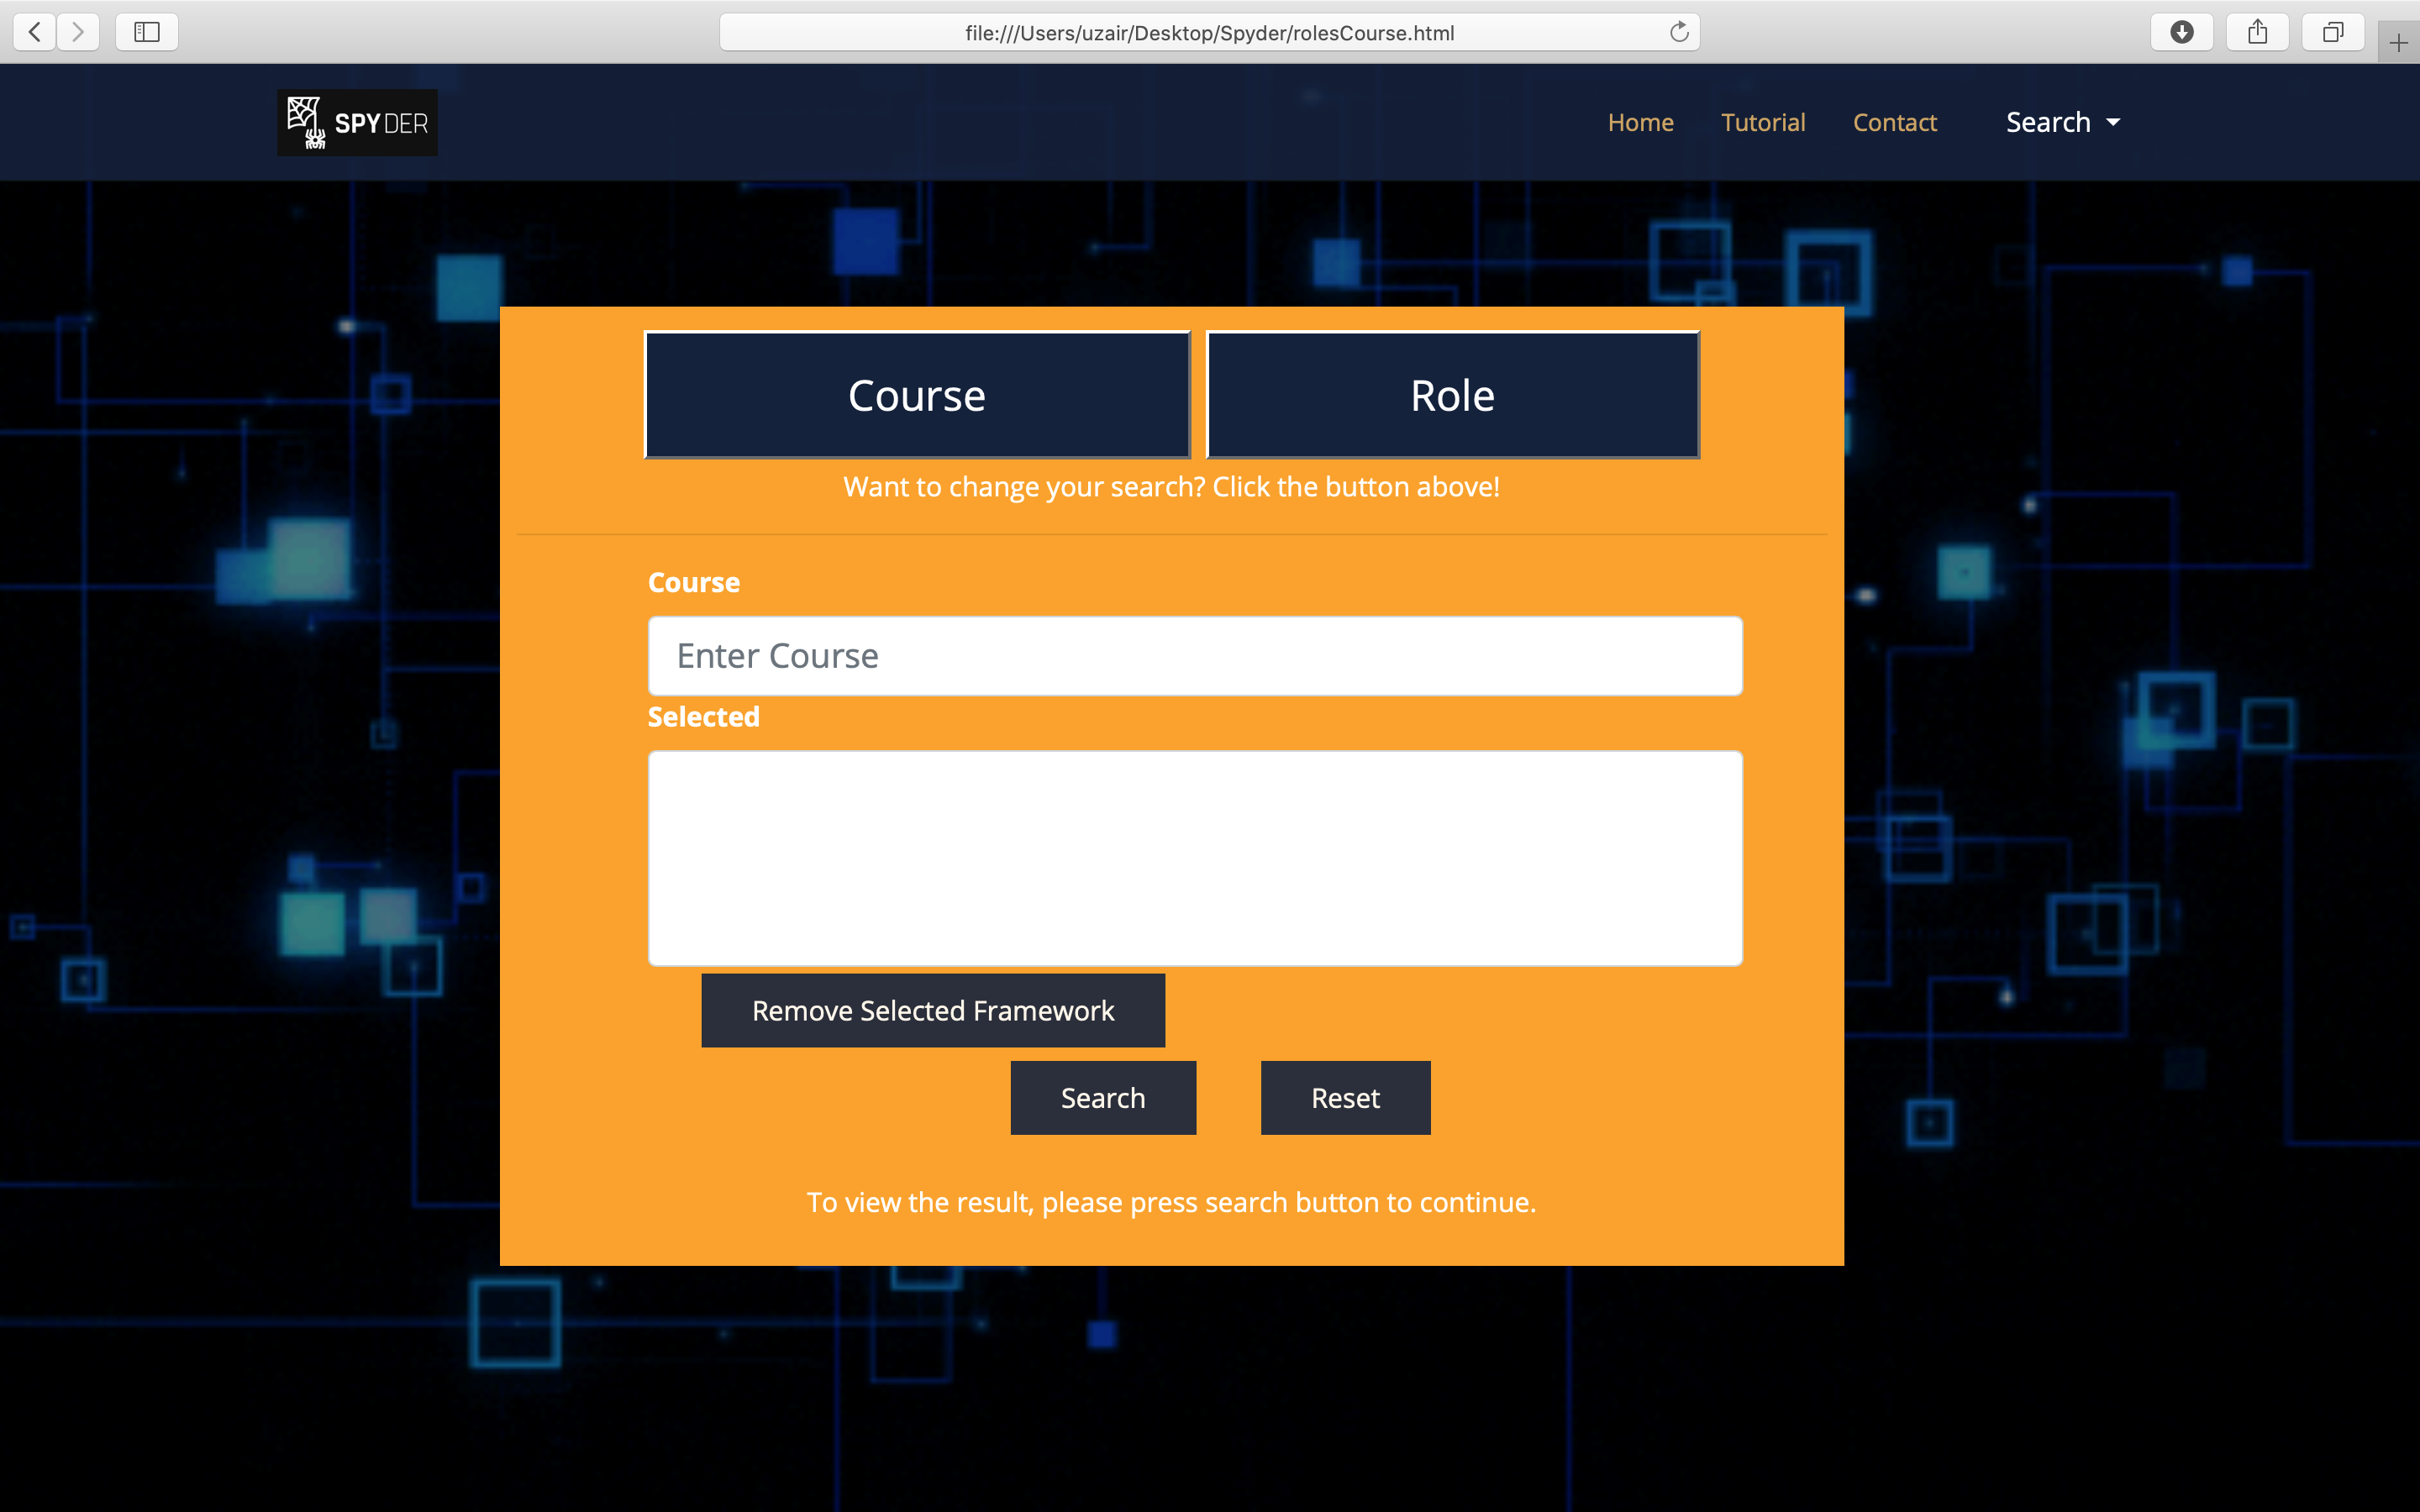 file:///Users/uzair/Desktop/Spyder/rolesCourse.html
SPYDER
Home Tutorial Contact Search
Course Role
Want to change your search? Click the button above!
Course
Enter Course
Selected
Remove Selected Framework
Search Reset
To view the result, please press search button to continue.